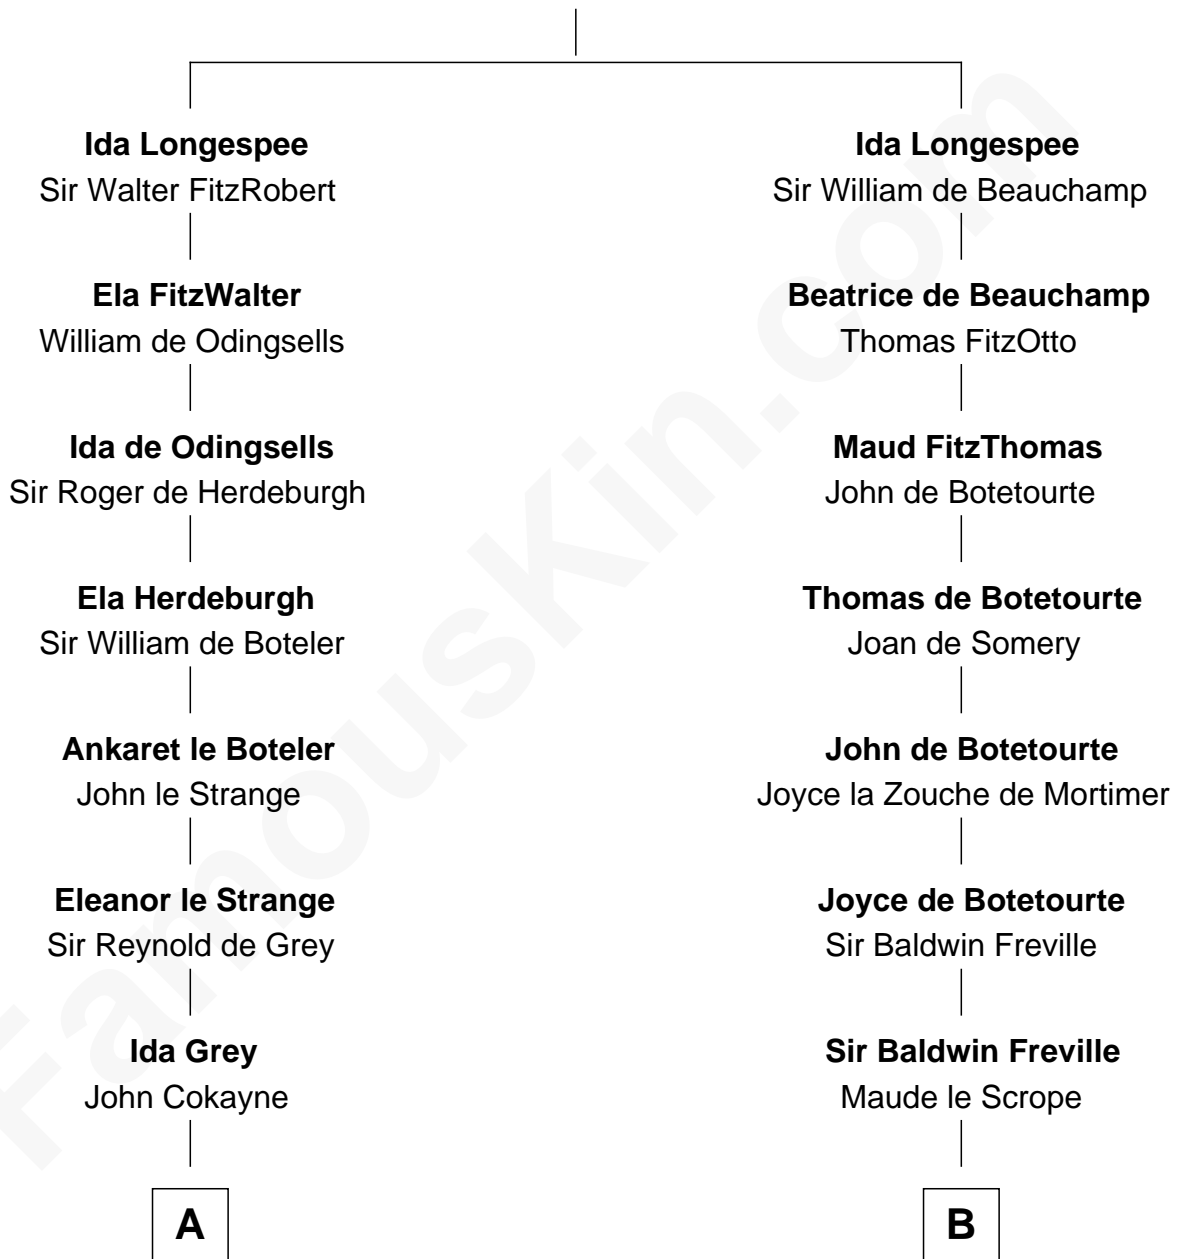 Ida Longespee
Sir Walter FitzRobert
Ela FitzWalter
William de Odingsells
Ida de Odingsells
Sir Roger de Herdeburgh
Ela Herdeburgh
Sir William de Boteler
Ankaret le Boteler
John le Strange
Eleanor le Strange
Sir Reynold de Grey
Ida Grey
John Cokayne
A
Ida Longespee
Sir William de Beauchamp
Beatrice de Beauchamp
Thomas FitzOtto
Maud FitzThomas
John de Botetourte
Thomas de Botetourte
Joan de Somery
John de Botetourte
Joyce la Zouche de Mortimer
Joyce de Botetourte
Sir Baldwin Freville
Sir Baldwin Freville
Maude le Scrope
B
FamousKin.com